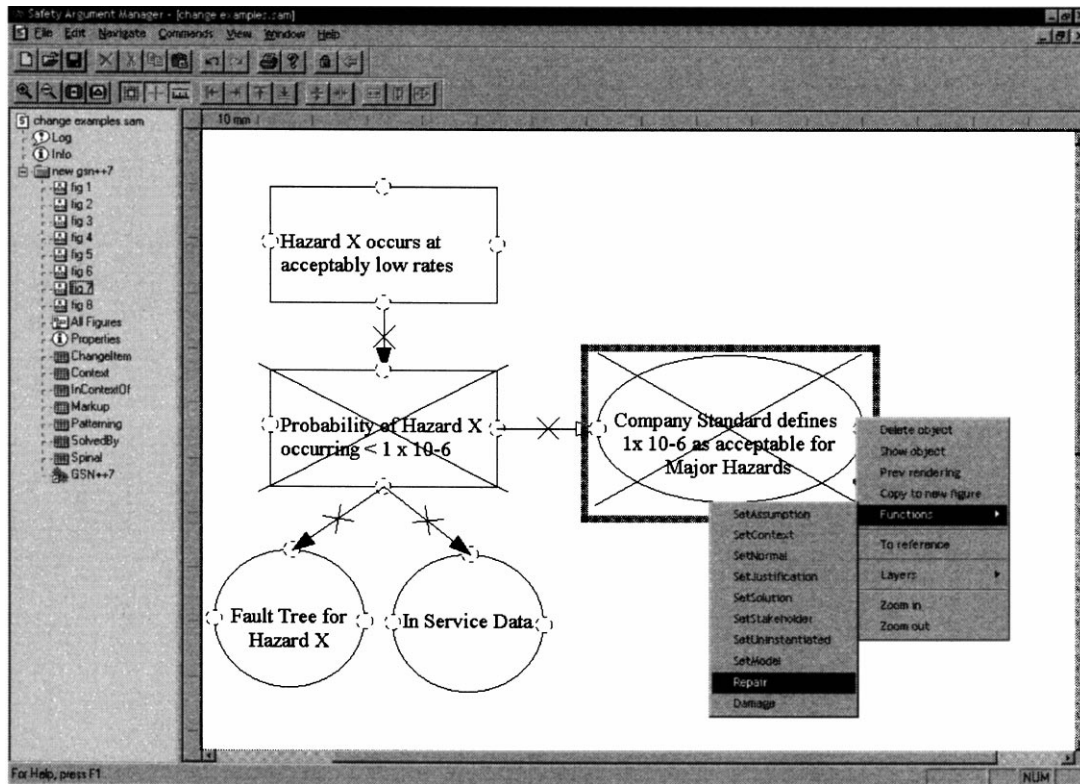 Safety Argument Manager - [change examples.sam]
File Edit Navigate Commands View Window Help
change examples.sam
Log
Info
new gsn++7
fig 1
fig 2
fig 3
fig 4
fig 5
fig 6
fig 7
fig 8
All Figures
Properties
ChangeItem
Context
InContextOf
Markup
Patterning
SolvedBy
Spinal
GSN++7
10 mm
Hazard X occurs at
acceptably low rates
Probability of Hazard X
occurring < 1 x 10-6
Company Standard defines
1x 10-6 as acceptable for
Major Hazards
Fault Tree for
Hazard X
In Service Data
Delete object
Show object
Prev rendering
Copy to new figure
Functions
To reference
Layers
Zoom in
Zoom out
SetAssumption
SetContext
SetNormal
SetJustification
SetSolution
SetStakeholder
SetUninstantiated
SetModel
Repair
Damage
For Help, press F1
NUM